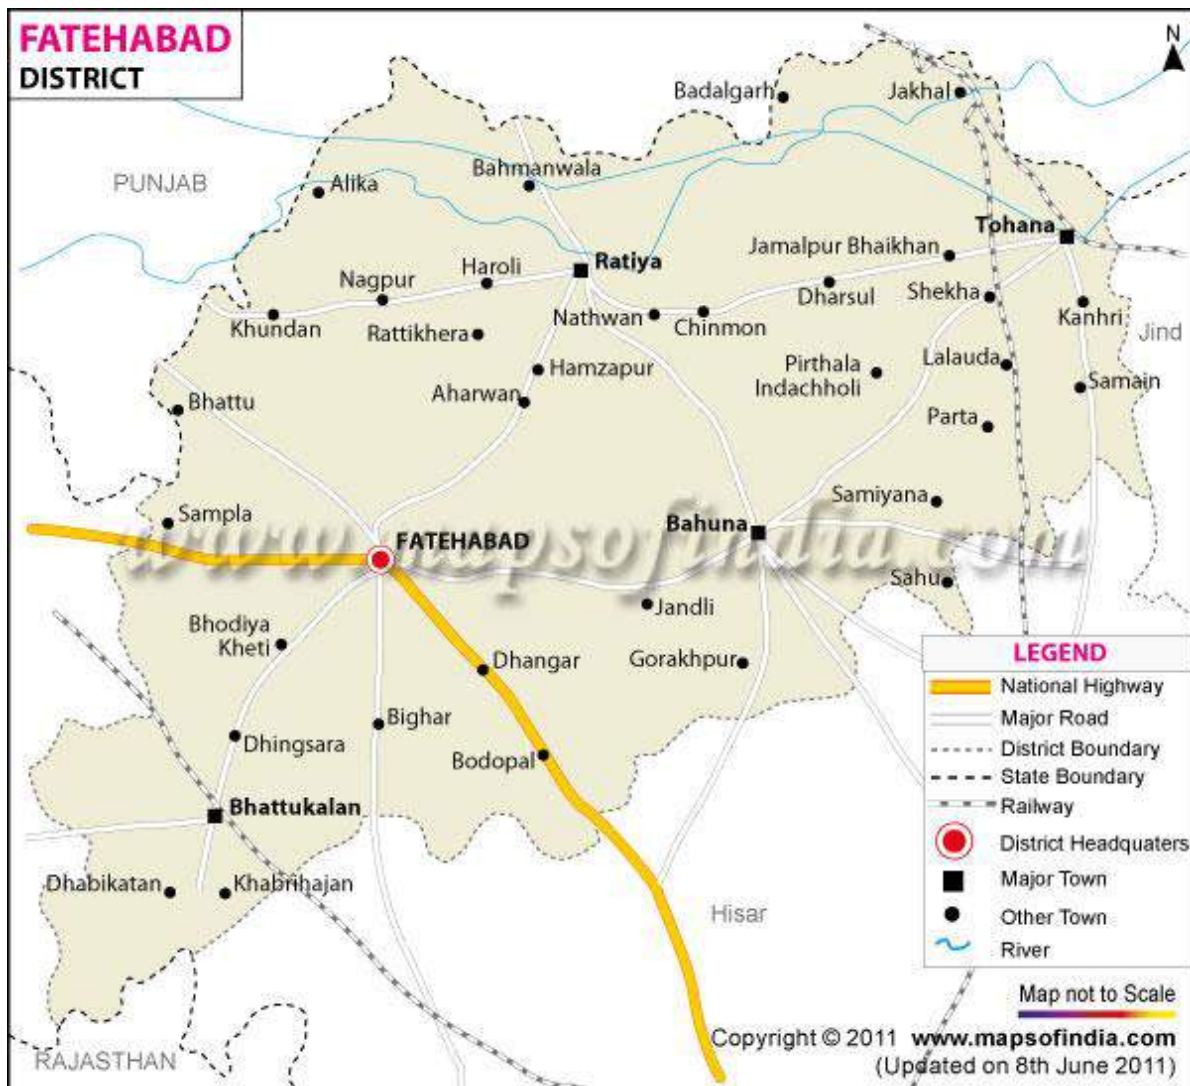 FATEHABAD
DISTRICT
N
Badalgarh
Jakhal
PUNJAB
Alika
Bahmanwala
Tohana
Ratiya
Jamalpur Bhaikhan
Haroli
Nagpur
Dharsul
Shekha
Khundan
Rattikhera
Nathwan
Chinmon
Kanhri
Jind
Hamzapur
Pirthala
Indachholi
Lalauda
Samain
Bhattu
Aharwan
Parta
Samiyana
Sampla
www.mapsofindia.com
FATEHABAD
Bahuna
Sahu
Jandli
Bhodiya
Kheti
Dhangar
Gorakhpur
Bighar
Dhingsara
Bodopal
Bhattukalan
Dhabikatan
Khabrihajan
Hisar
RAJASTHAN
LEGEND
National Highway
Major Road
District Boundary
State Boundary
Railway
District Headquaters
Major Town
Other Town
River
Map not to Scale
Copyright © 2011 www.mapsofindia.com
(Updated on 8th June 2011)